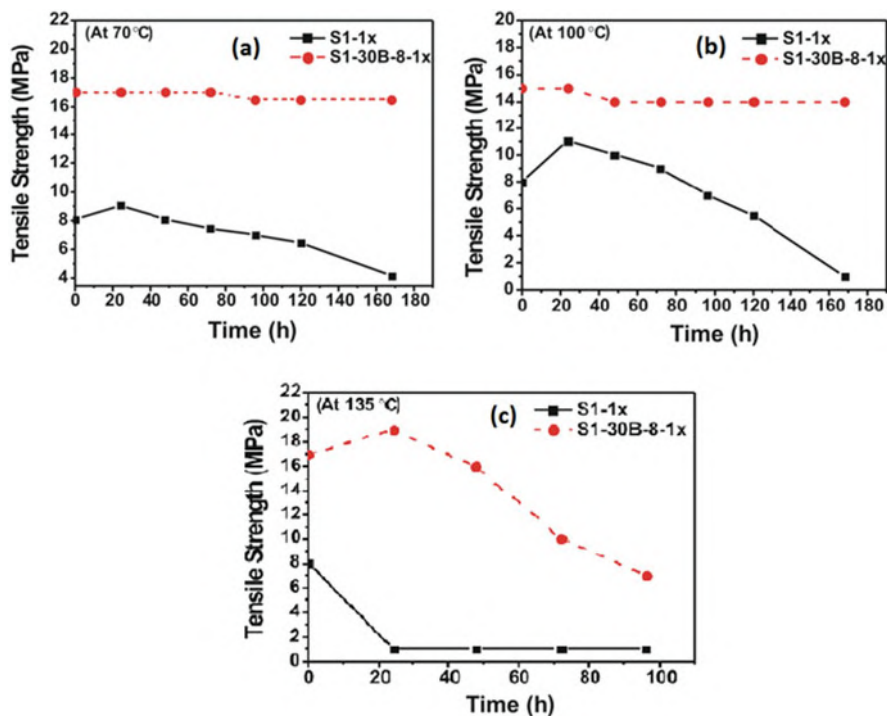 (At 70°C)
(a)
S1-1x
S1-30B-8-1x
Tensile Strength (MPa)
22
20
18
16
14
12
10
8
6
4
0 20 40 60 80 100 120 140 160 180
Time (h)
(At 100°C)
(b)
S1-1x
S1-30B-8-1x
Tensile Strength (MPa)
20
18
16
14
12
10
8
6
4
2
0
0 20 40 60 80 100 120 140 160 180
Time (h)
(At 135 °C)
(c)
S1-1x
S1-30B-8-1x
Tensile Strength (MPa)
22
20
18
16
14
12
10
8
6
4
2
0
0 20 40 60 80 100
Time (h)